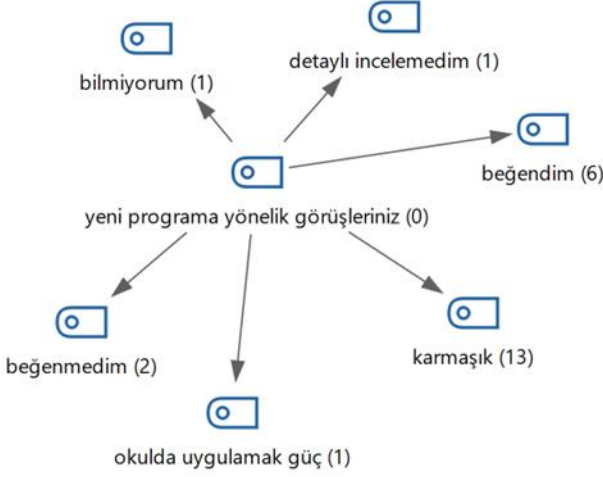 detaylı incelemedim (1)
bilmiyorum (1)
beğendim (6)
yeni programa yönelik görüşleriniz (0)
karmaşık (13)
beğenmedim (2)
okulda uygulamak güç (1)